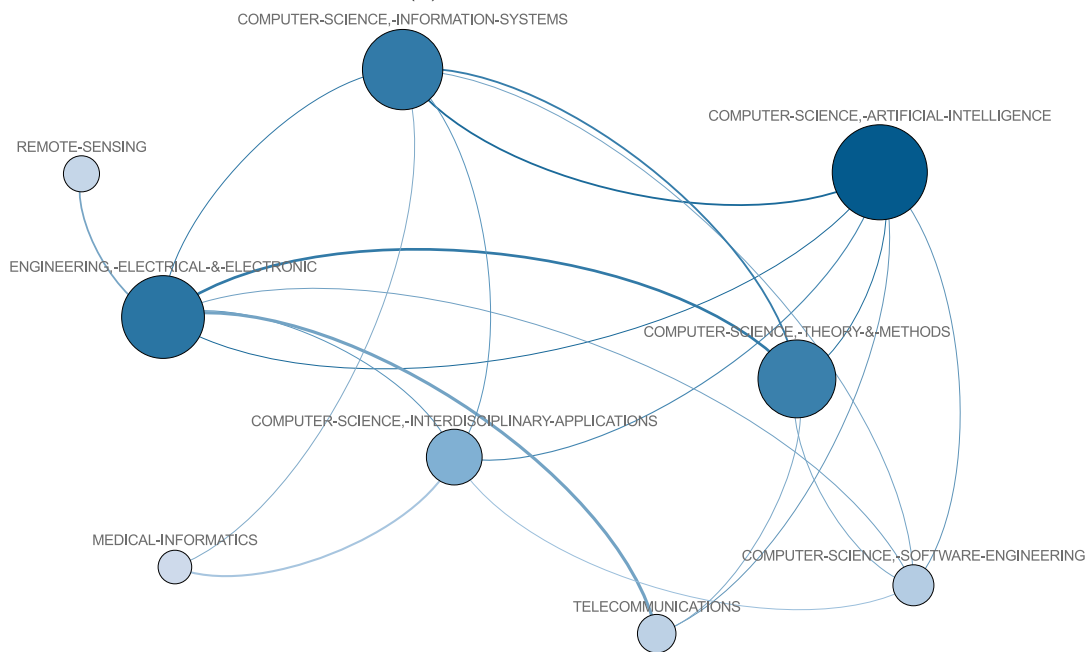 COMPUTER-SCIENCE,-INFORMATION-SYSTEMS
COMPUTER-SCIENCE,-ARTIFICIAL-INTELLIGENCE
REMOTE-SENSING
ENGINEERING,-ELECTRICAL-&-ELECTRONIC
COMPUTER-SCIENCE,-THEORY-&-METHODS
COMPUTER-SCIENCE,-INTERDISCIPLINARY-APPLICATIONS
MEDICAL-INFORMATICS
COMPUTER-SCIENCE,-SOFTWARE-ENGINEERING
TELECOMMUNICATIONS